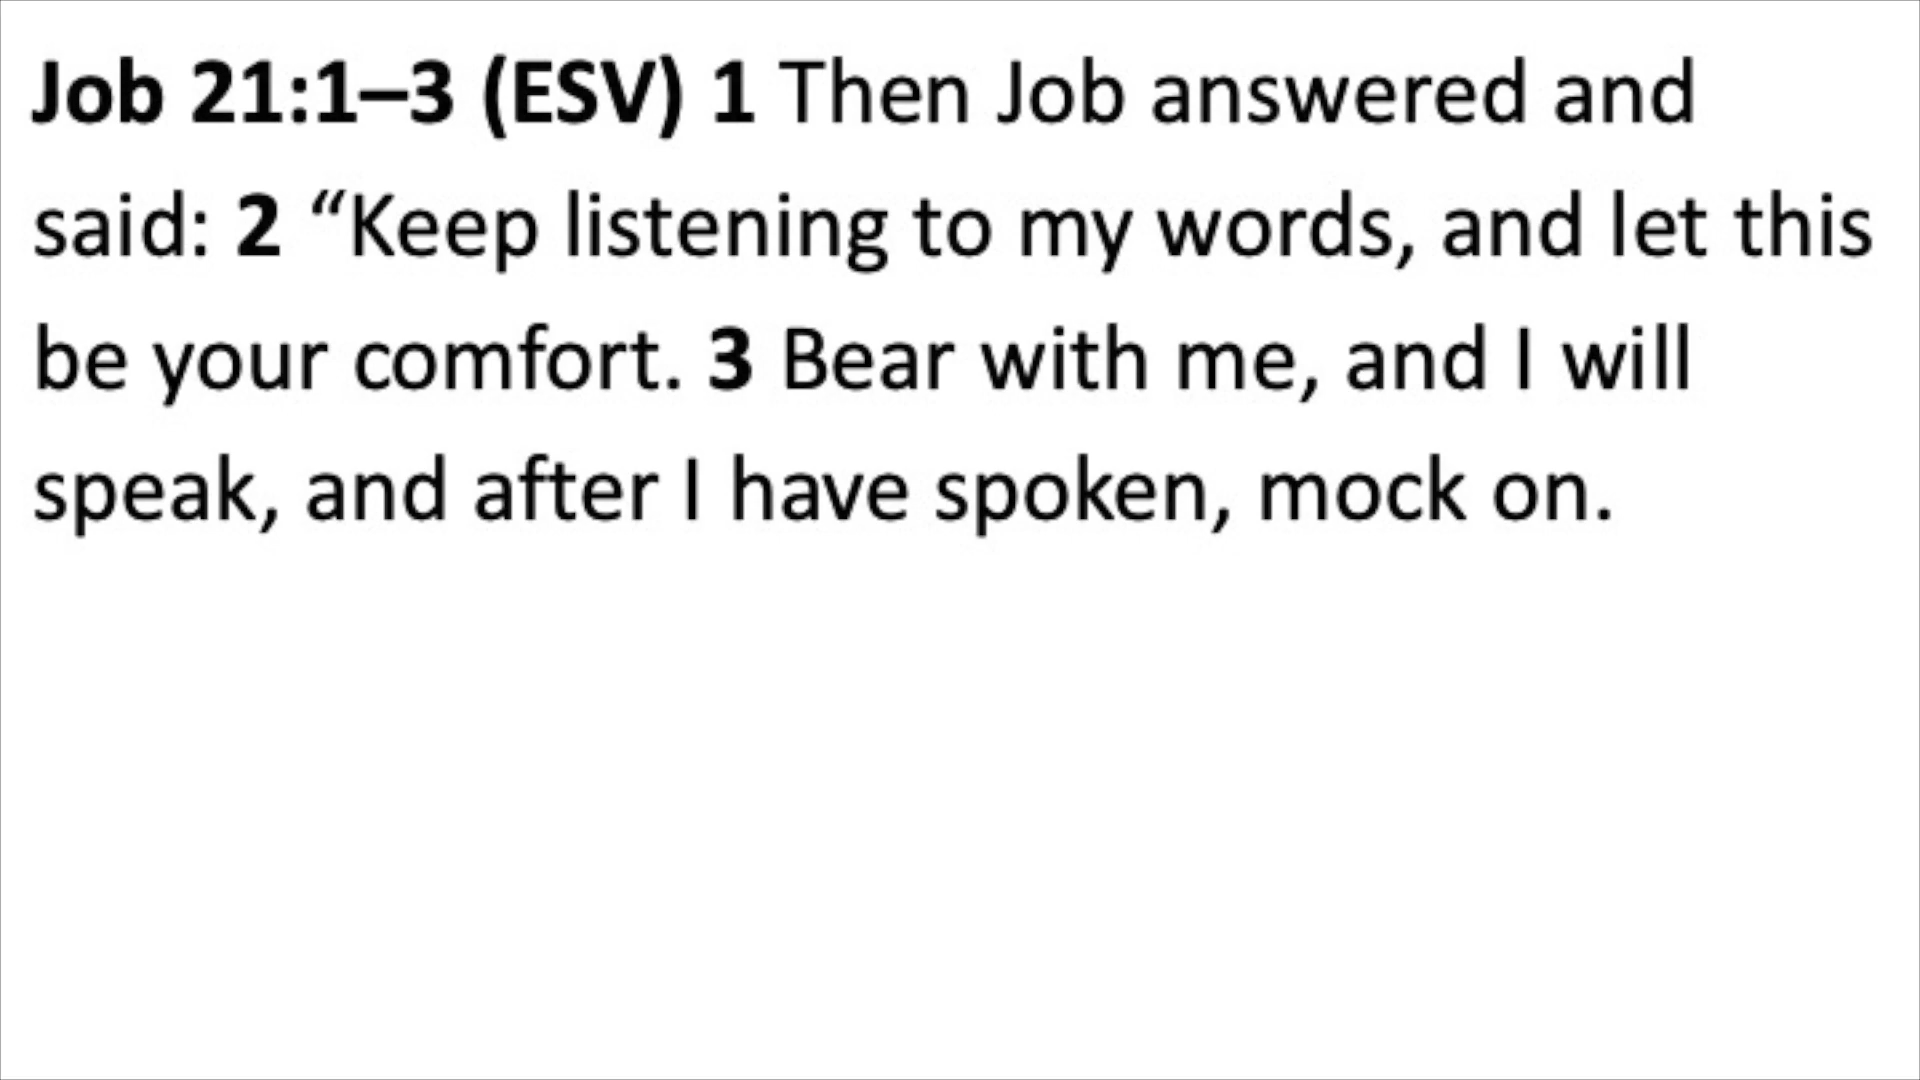 Job 21:1–3 (ESV) 1 Then Job answered and
said: 2 “Keep listening to my words, and let this
be your comfort. 3 Bear with me, and I will
speak, and after I have spoken, mock on.